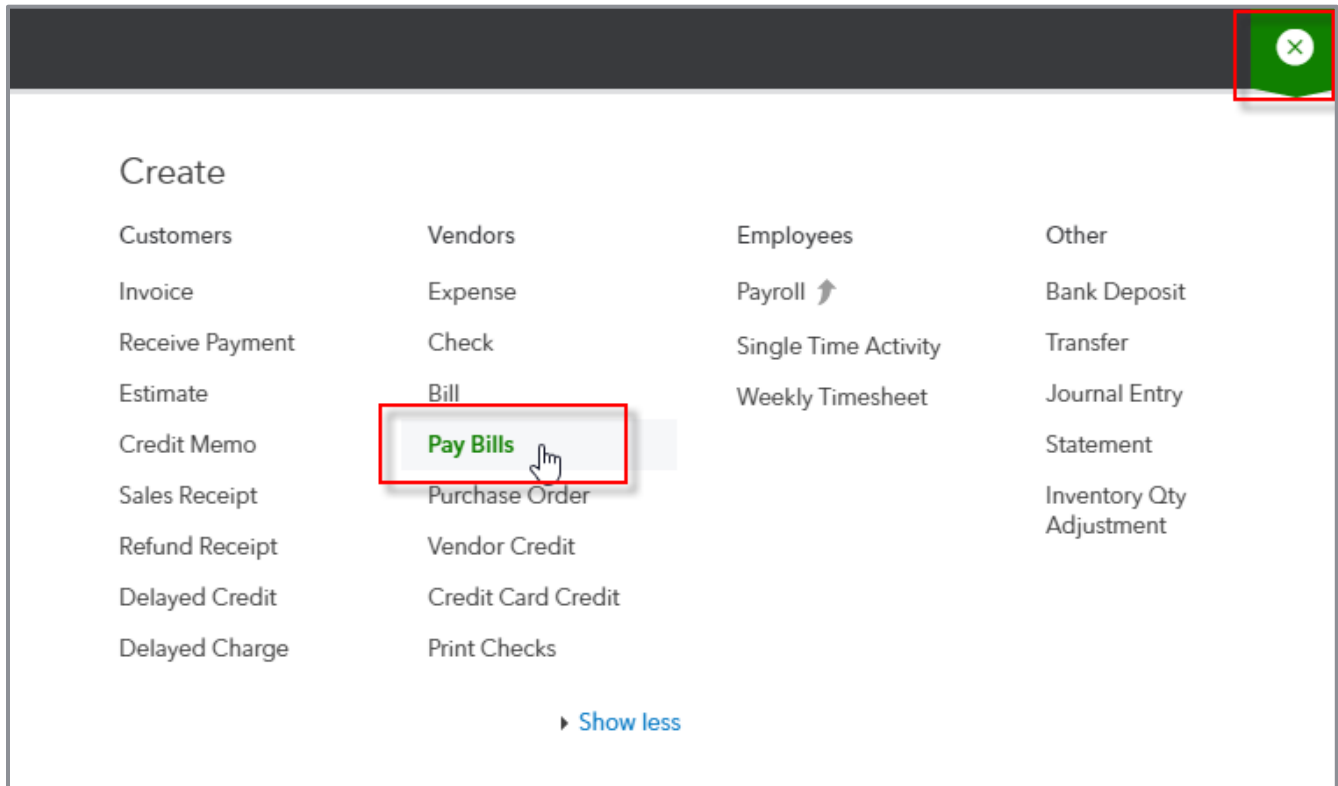 Create
Customers
Invoice
Receive Payment
Estimate
Credit Memo
Sales Receipt
Refund Receipt
Delayed Credit
Delayed Charge
Vendors
Expense
Check
Bill
Pay Bills
Purchase Order
Vendor Credit
Credit Card Credit
Print Checks
Employees
Payroll
Single Time Activity
Weekly Timesheet
Other
Bank Deposit
Transfer
Journal Entry
Statement
Inventory Qty
Adjustment
Show less